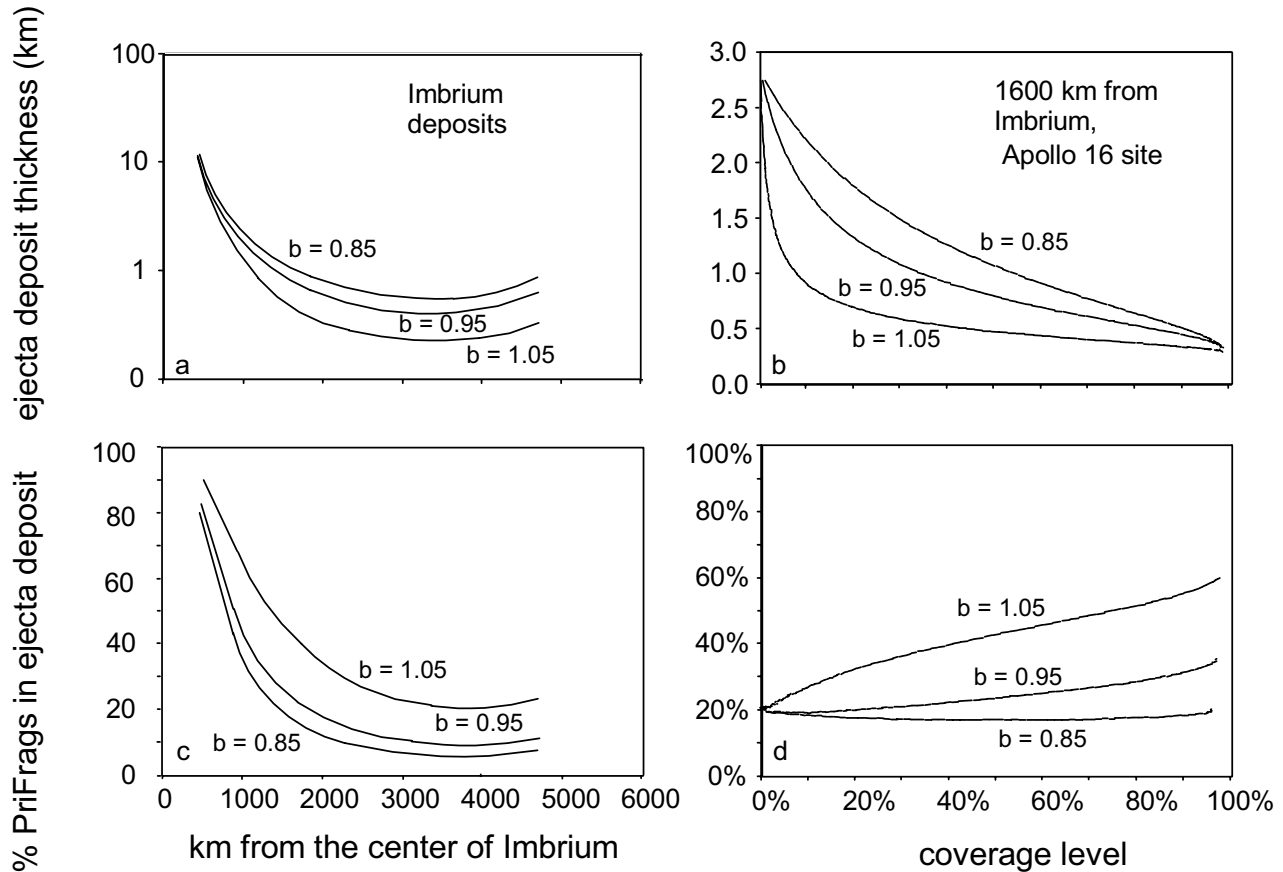 ejecta deposit thickness (km)
100
10
1
0
Imbrium
deposits
b = 0.85
b = 0.95
b = 1.05
a
3.0
2.5
2.0
1.5
1.0
0.5
0.0
1600 km from
Imbrium,
Apollo 16 site
b = 0.85
b = 0.95
b = 1.05
b
% PriFrags in ejecta deposit
100
80
60
40
20
0
b = 1.05
b = 0.95
b = 0.85
c
0 1000 2000 3000 4000 5000 6000
km from the center of Imbrium
100%
80%
60%
40%
20%
0%
b = 1.05
b = 0.95
b = 0.85
d
0% 20% 40% 60% 80% 100%
coverage level